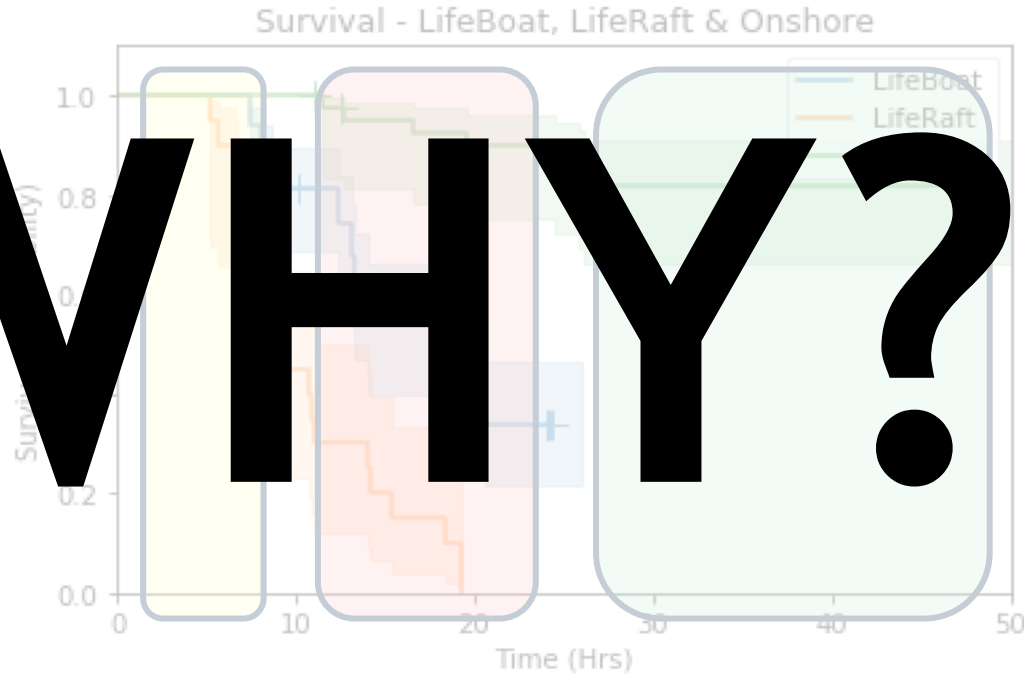 Survival - LifeBoat, LifeRaft & Onshore
LifeBoat
LifeRaft
1.0
0.8
0.2
0.0
WHY?
0 10 20 30 40 50
Time (Hrs)